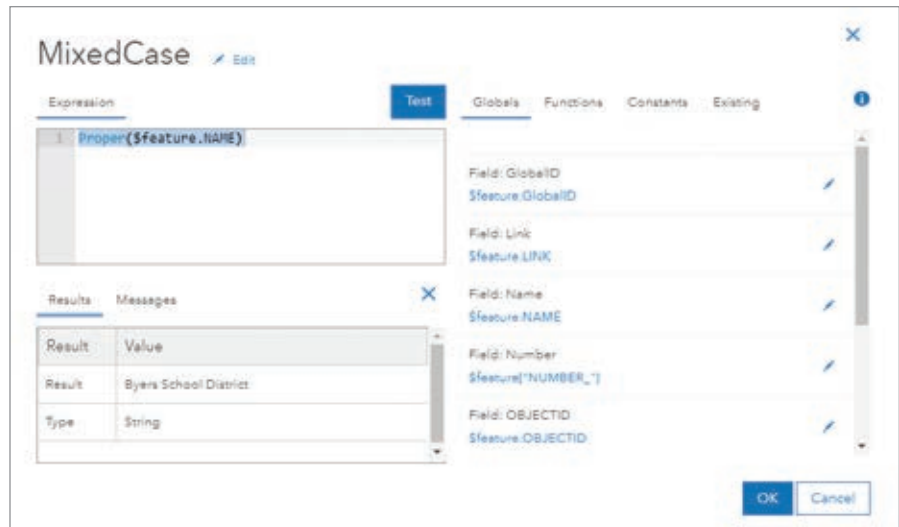 MixedCase Edit
Expression
Test
1 Proper($feature.NAME)
Results Messages
Result Value
Result Byers School District
Type String
Globals Functions Constants Existing
Field: GlobalID
$feature.GlobalID
Field: Link
$feature.LINK
Field: Name
$feature.NAME
Field: Number
$feature["NUMBER_"]
Field: OBJECTID
$feature.OBJECTID
OK Cancel